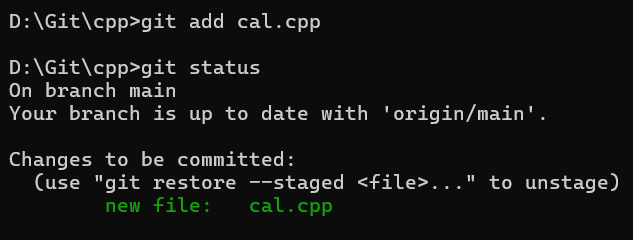 D:\Git\cpp>git add cal.cpp
D:\Git\cpp>git status
On branch main
Your branch is up to date with 'origin/main'.
Changes to be committed:
  (use "git restore --staged <file>..." to unstage)
        new file:   cal.cpp